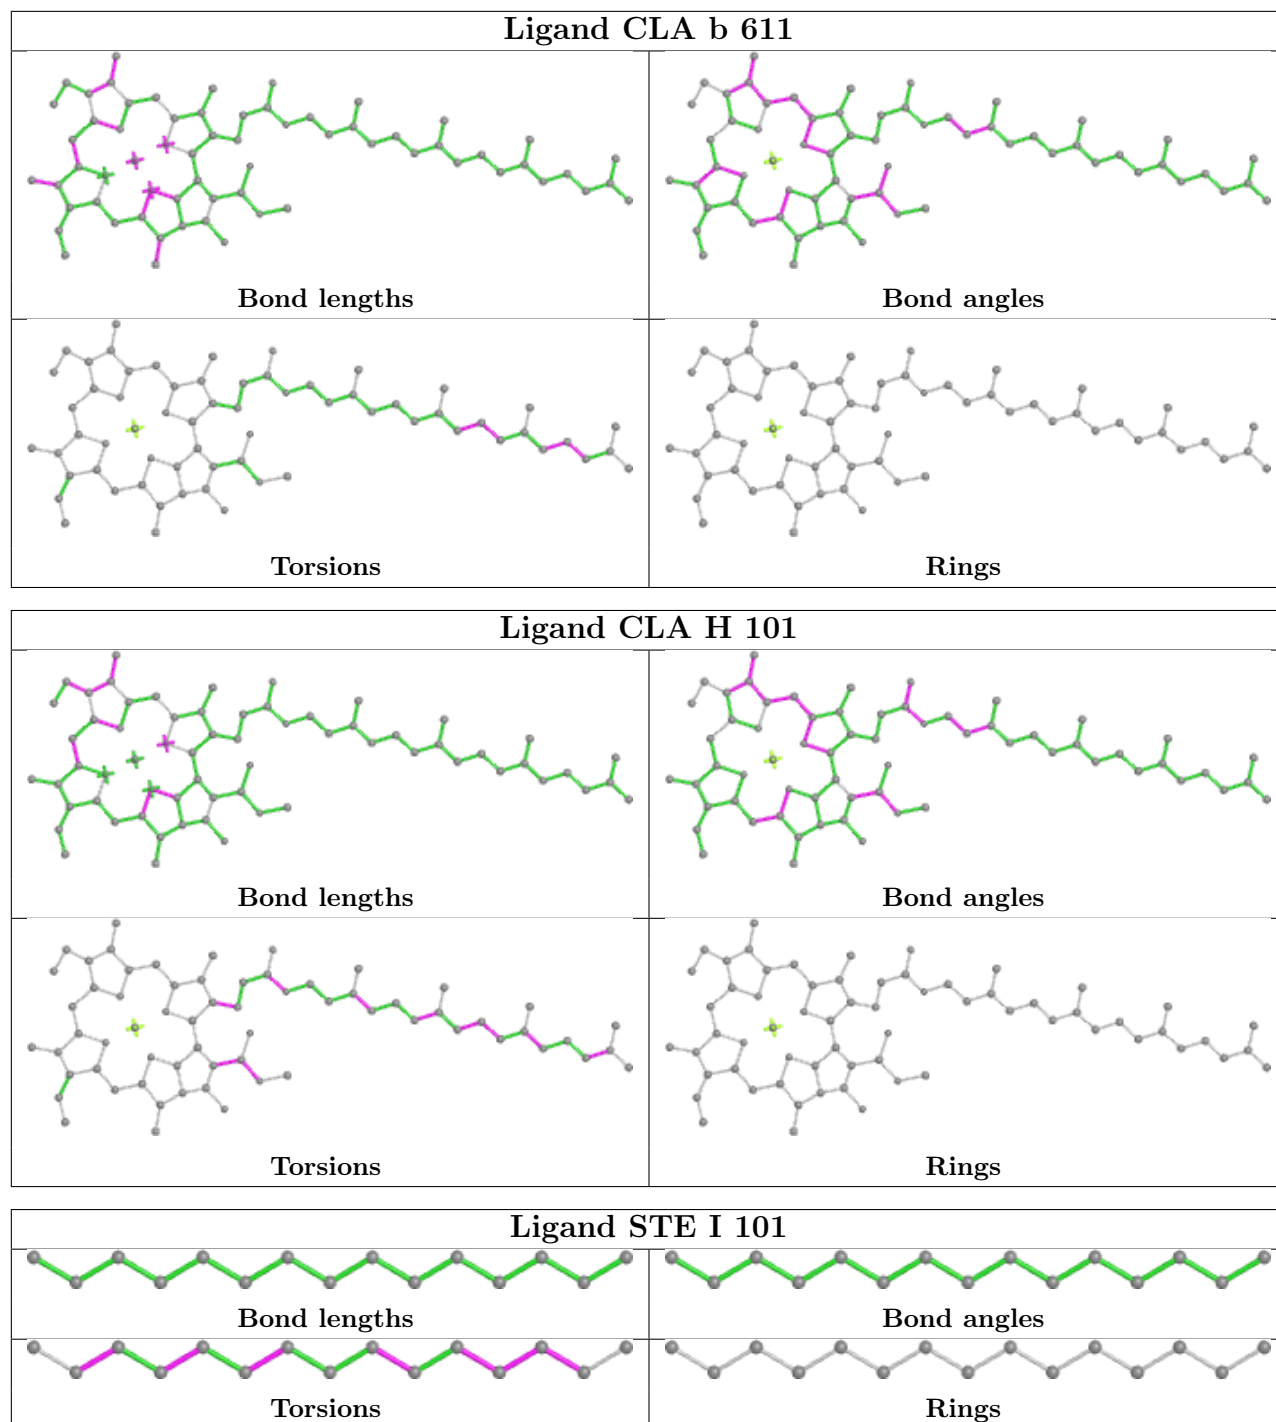 Ligand CLA b 611
Bond lengths
Bond angles
Torsions
Rings
Ligand CLA H 101
Bond lengths
Bond angles
Torsions
Rings
Ligand STE I 101
Bond lengths
Bond angles
Torsions
Rings